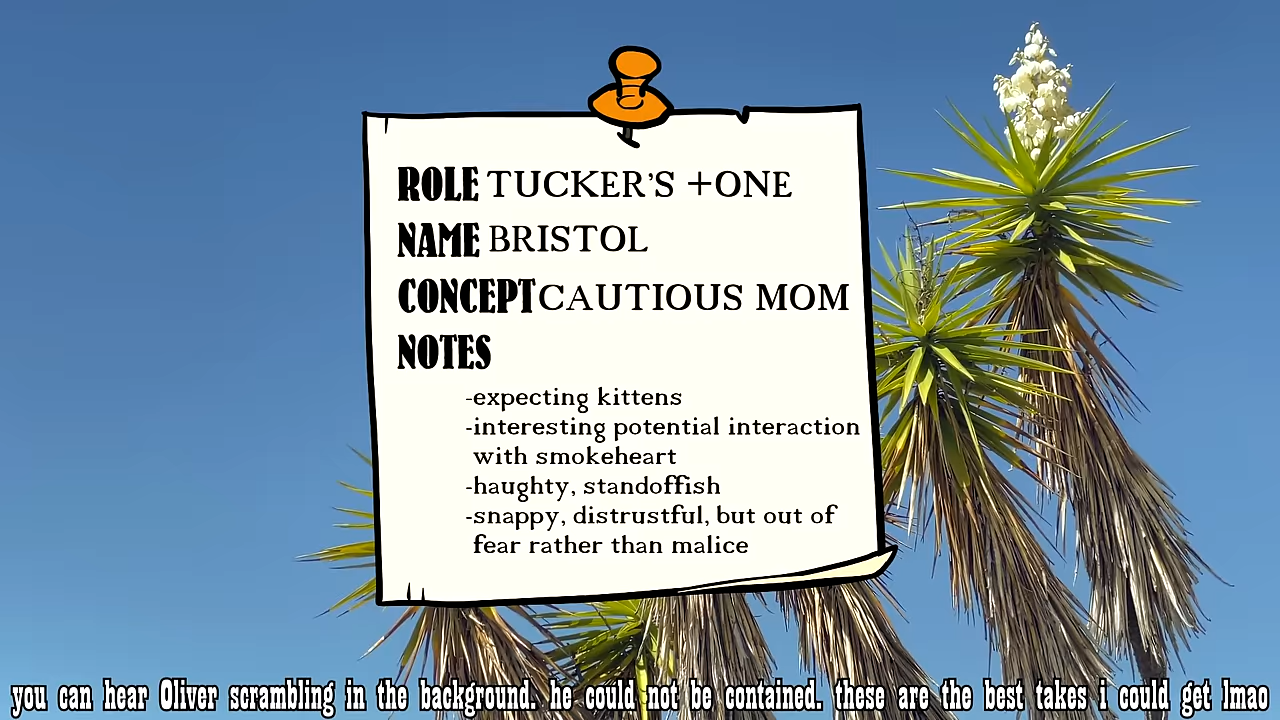 ROLE TUCKER'S +ONE
NAME BRISTOL
CONCEPT CAUTIOUS MOM
NOTES
-expecting kittens
-interesting potential interaction
with smokeheart
-haughty, standoffish
-snappy, distrustful, but out of
fear rather than malice
you can hear Oliver scrambling in the background. he could not be contained. these are the best takes i could get lmao